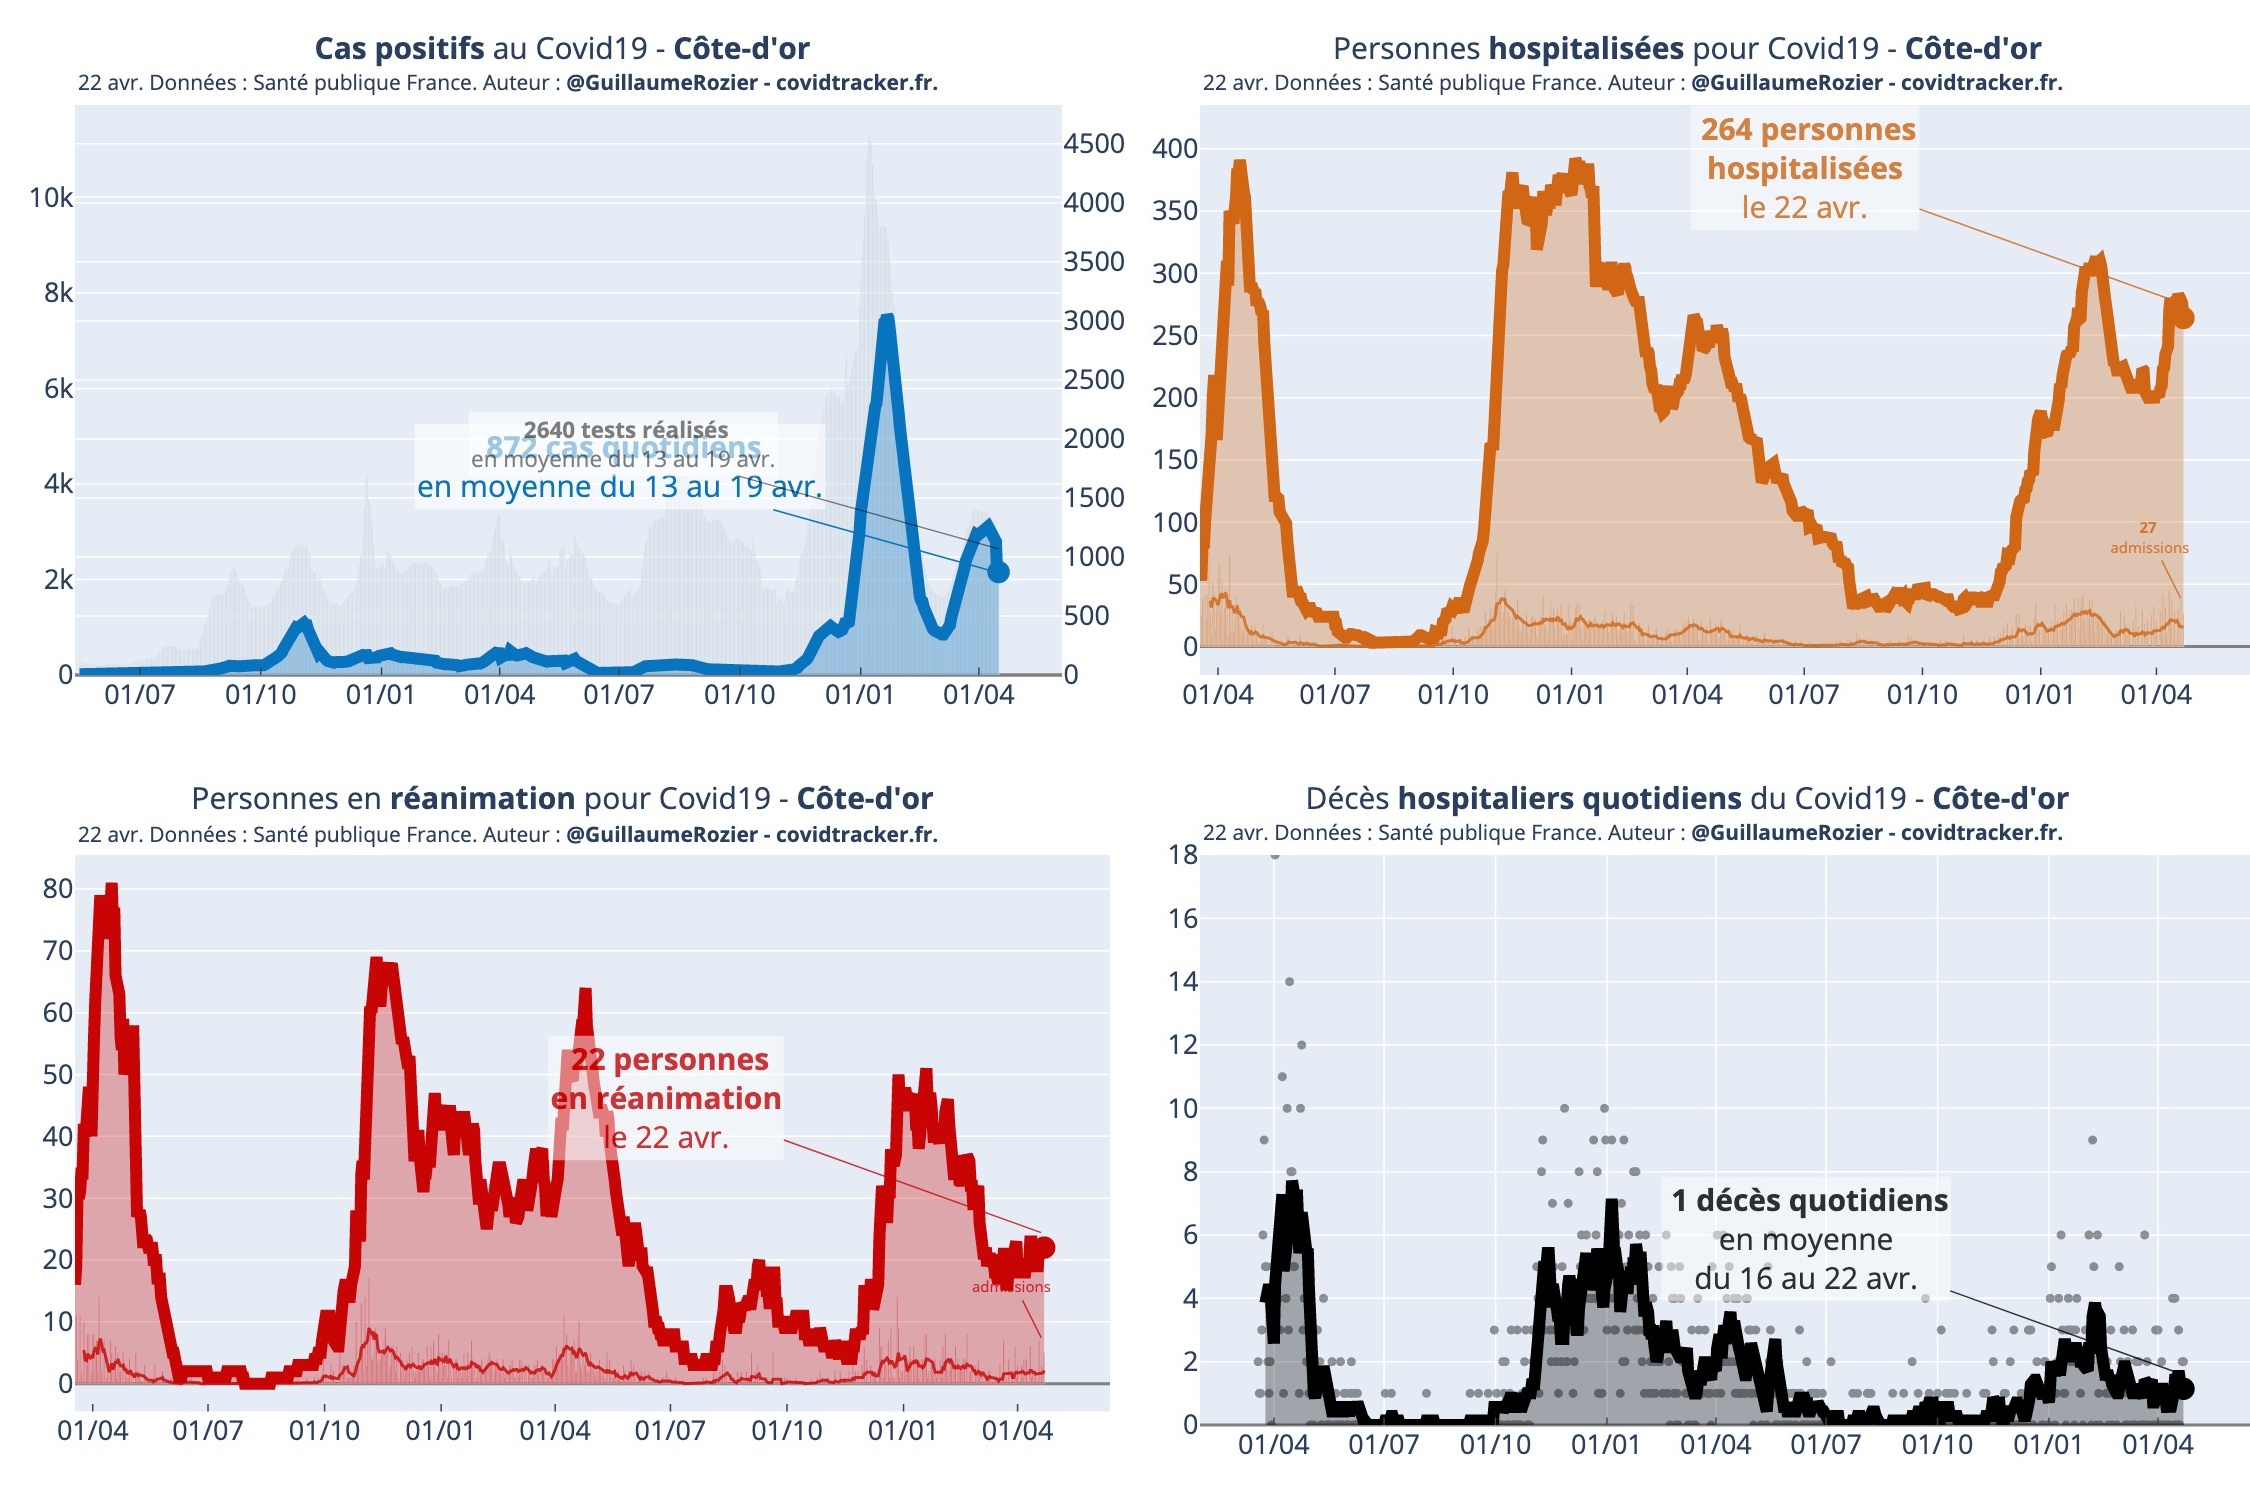 Cas positifs au Covid19 - Côte-d'or
22 avr. Données : Santé publique France. Auteur : @GuillaumeRozier - covidtracker.fr.
10k
8k
6k
4k
2k
0
4500
4000
3500
3000
2500
2000
1500
1000
500
0
2640 tests réalisés
en moyenne du 13 au 19 avr.
872 cas quotidiens
en moyenne du 13 au 19 avr.
01/07 01/10 01/01 01/04 01/07 01/10 01/01 01/04
Personnes hospitalisées pour Covid19 - Côte-d'or
22 avr. Données : Santé publique France. Auteur : @GuillaumeRozier - covidtracker.fr.
400
350
300
250
200
150
100
50
0
264 personnes
hospitalisées
le 22 avr.
27
admissions
01/04 01/07 01/10 01/01 01/04 01/07 01/10 01/01 01/04
Personnes en réanimation pour Covid19 - Côte-d'or
22 avr. Données : Santé publique France. Auteur : @GuillaumeRozier - covidtracker.fr.
80
70
60
50
40
30
20
10
0
22 personnes
en réanimation
le 22 avr.
admissions
01/04 01/07 01/10 01/01 01/04 01/07 01/10 01/01 01/04
Décès hospitaliers quotidiens du Covid19 - Côte-d'or
22 avr. Données : Santé publique France. Auteur : @GuillaumeRozier - covidtracker.fr.
18
16
14
12
10
8
6
4
2
0
1 décès quotidiens
en moyenne
du 16 au 22 avr.
01/04 01/07 01/10 01/01 01/04 01/07 01/10 01/01 01/04